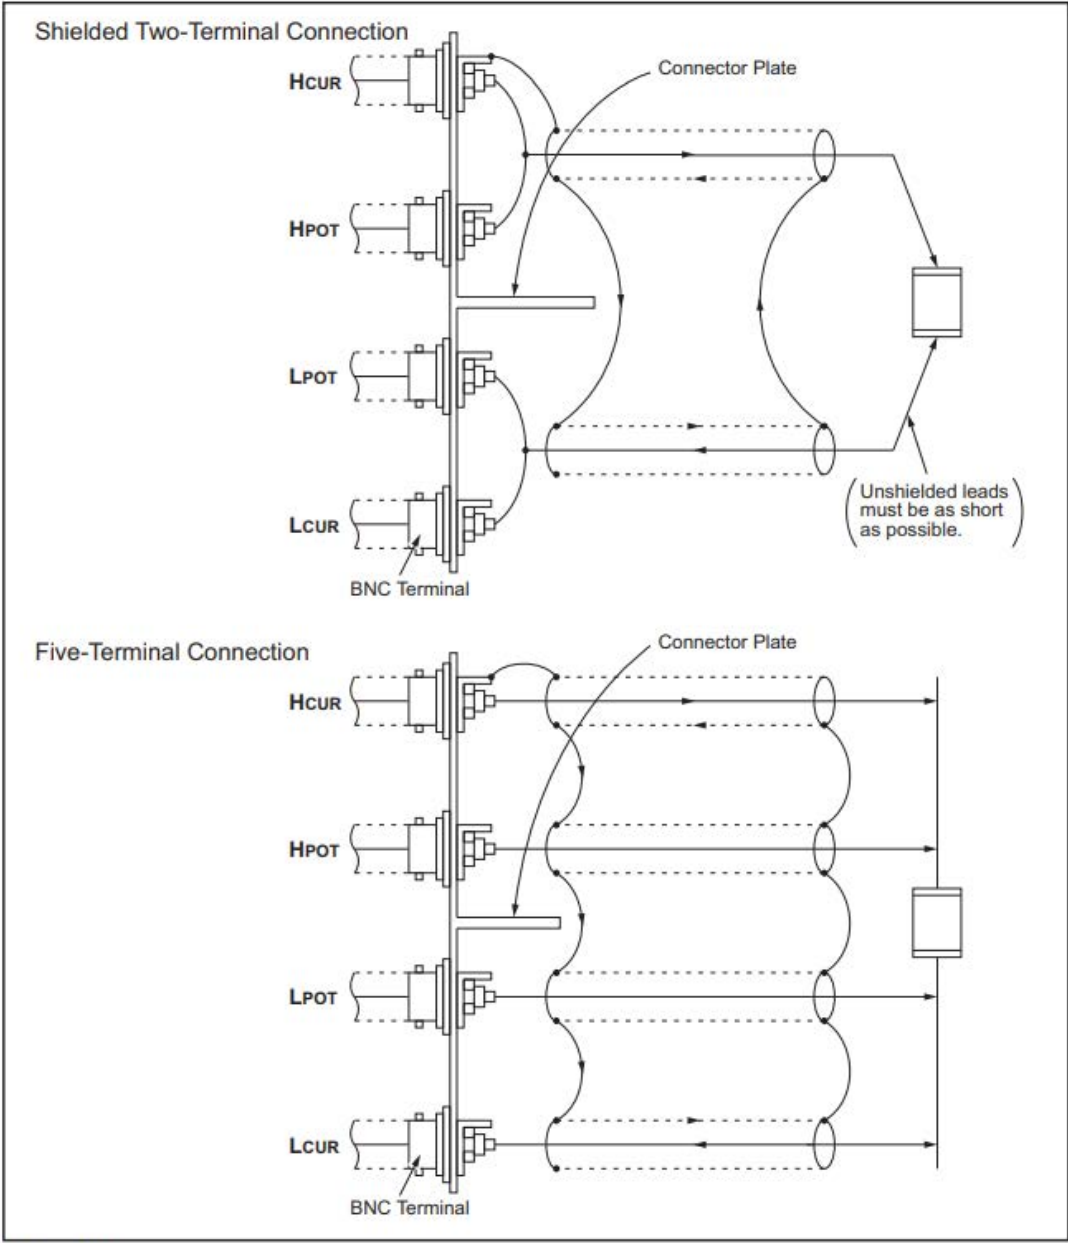 Shielded Two-Terminal Connection
Connector Plate
HCUR
HPOT
LPOT
LCUR
BNC Terminal
(Unshielded leads
must be as short
as possible.)
Five-Terminal Connection
Connector Plate
HCUR
HPOT
LPOT
LCUR
BNC Terminal